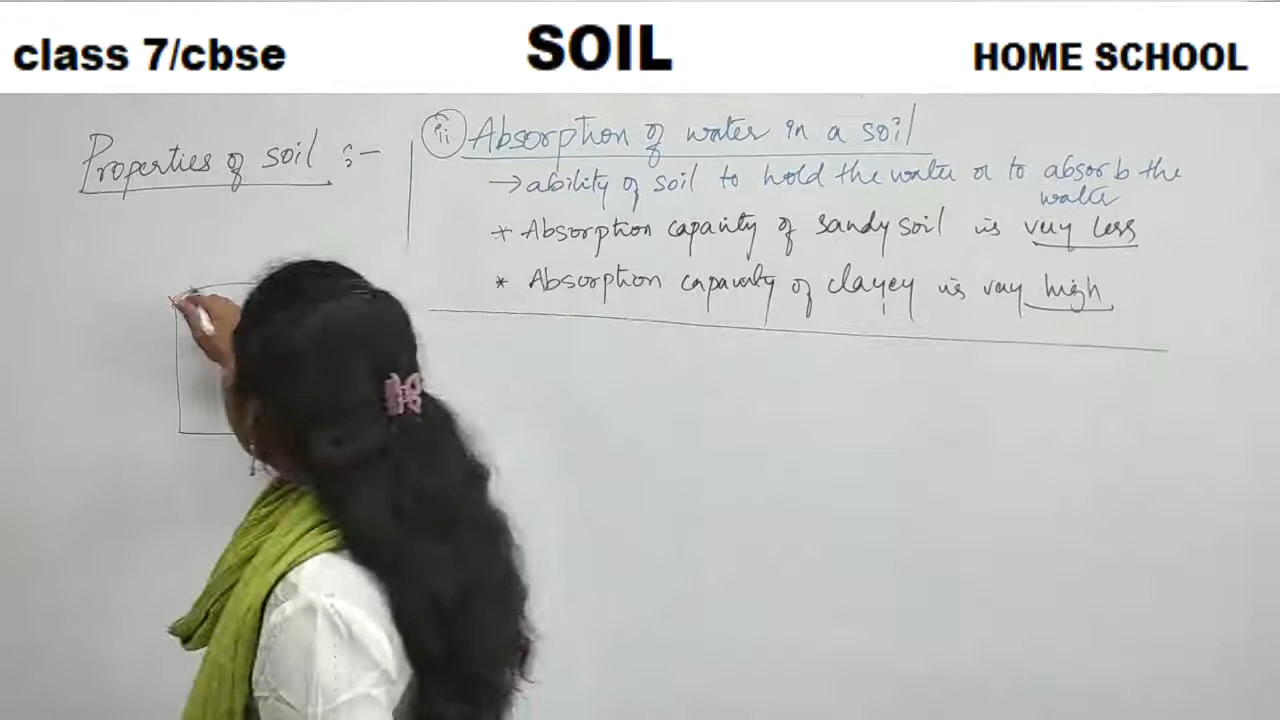 class 7/cbse
SOIL
HOME SCHOOL
Properties of soil :-
(ii) Absorption of water in a soil
→ ability of soil to hold the water or to absorb the
water
* Absorption capacity of sandy soil is very less
* Absorption capacity of clayey is very high